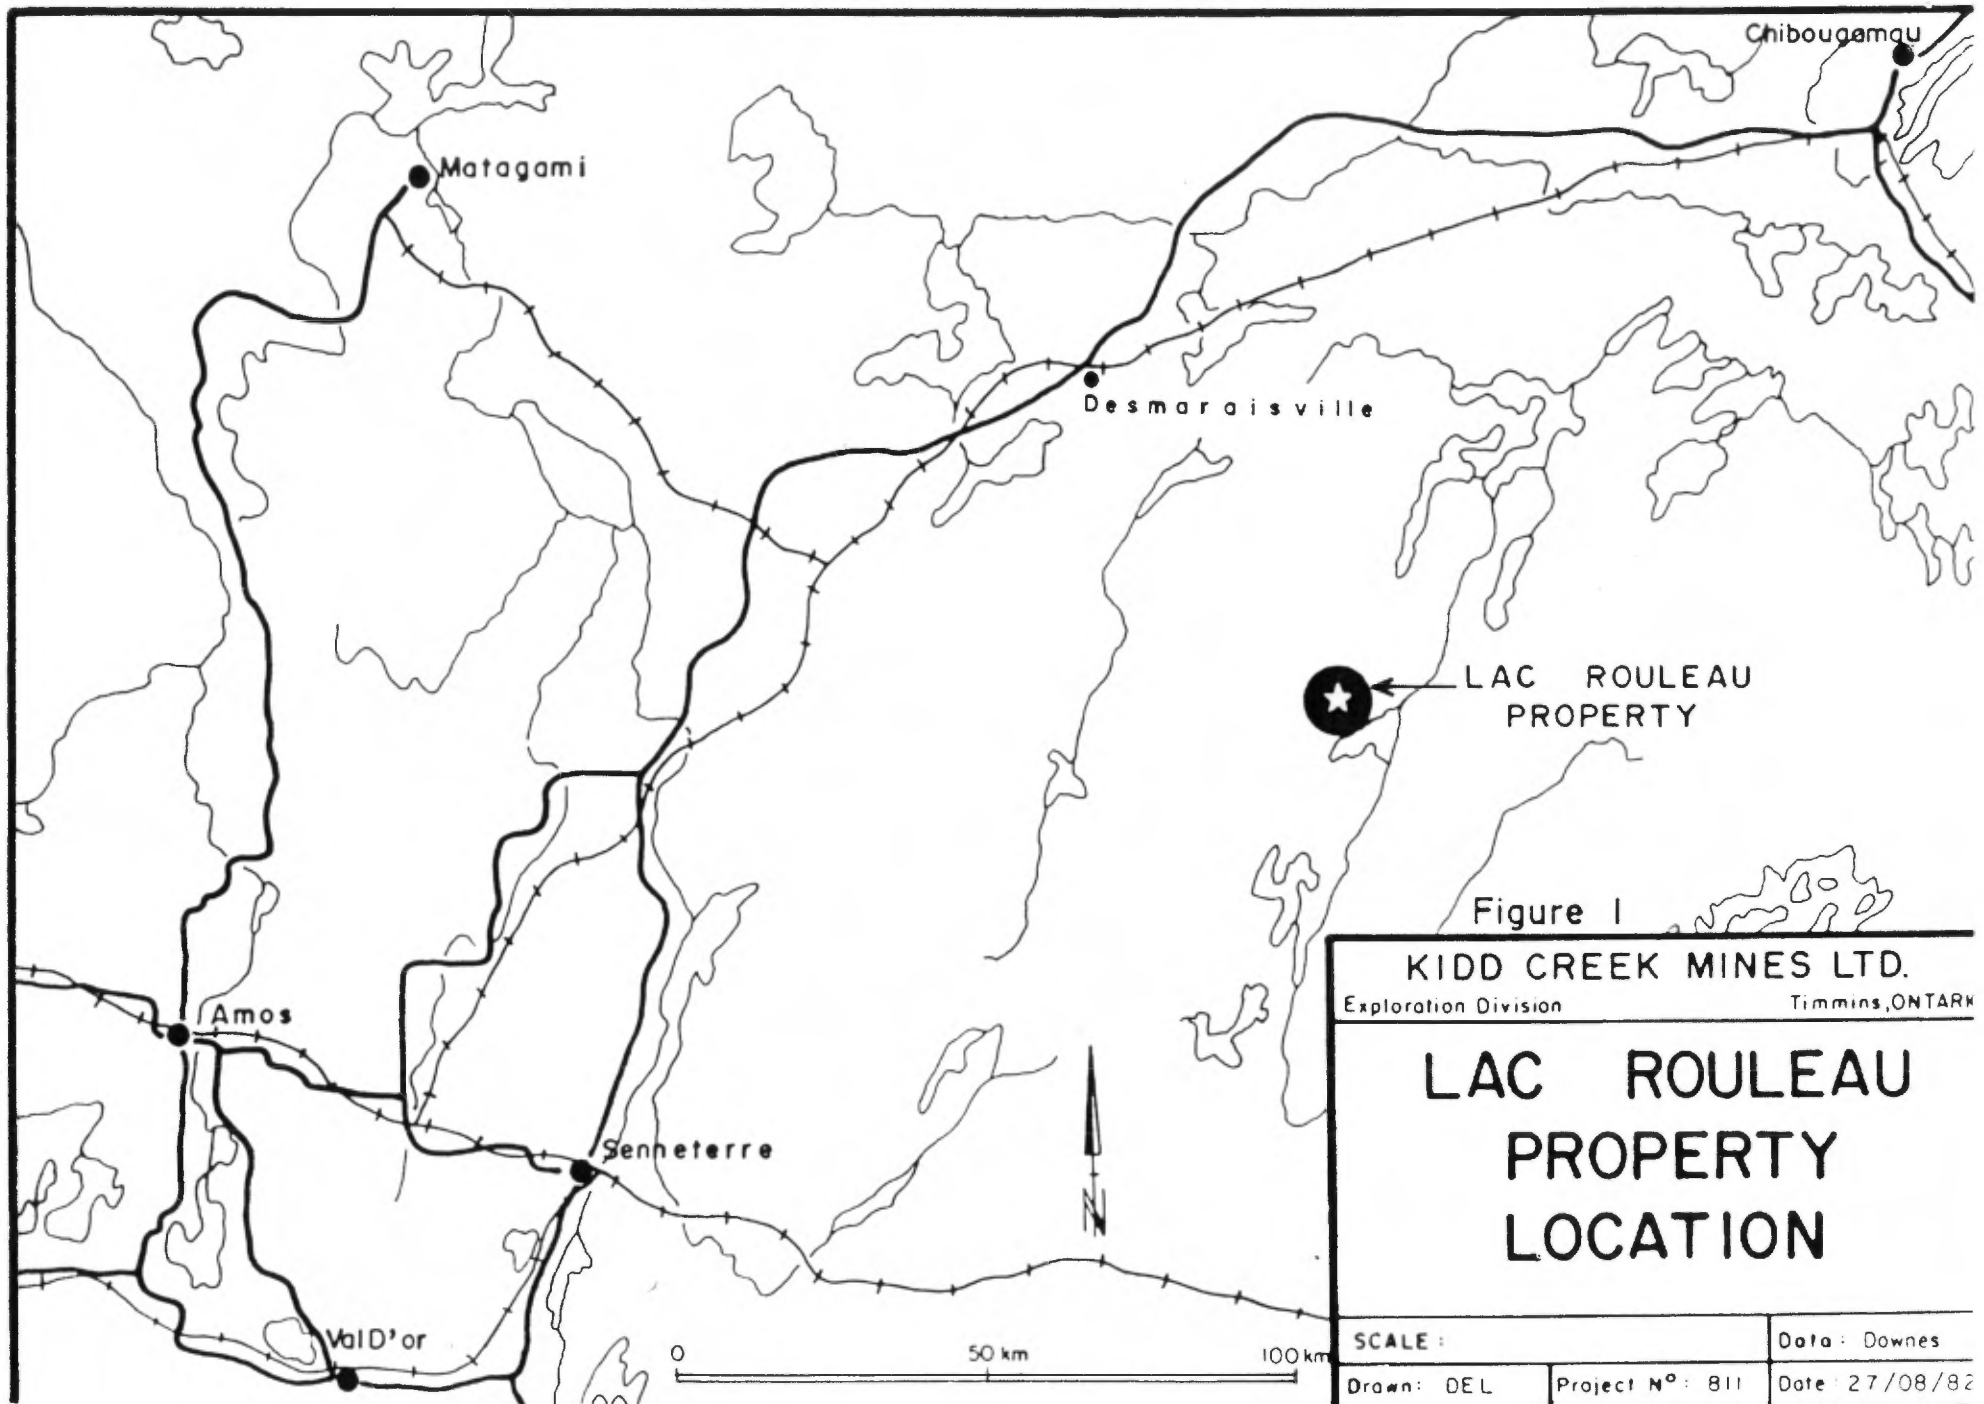 Chibougamau
Matagami
Desmaraisville
LAC ROULEAU
PROPERTY
Figure 1
KIDD CREEK MINES LTD.
Exploration Division Timmins, ONTARI
Amos
LAC ROULEAU
PROPERTY
LOCATION
Senneterre
N
Val D'or
0 50 km 100 km
SCALE :
Data : Downes
Drawn: DEL
Project Nº: 811
Date 27/08/82